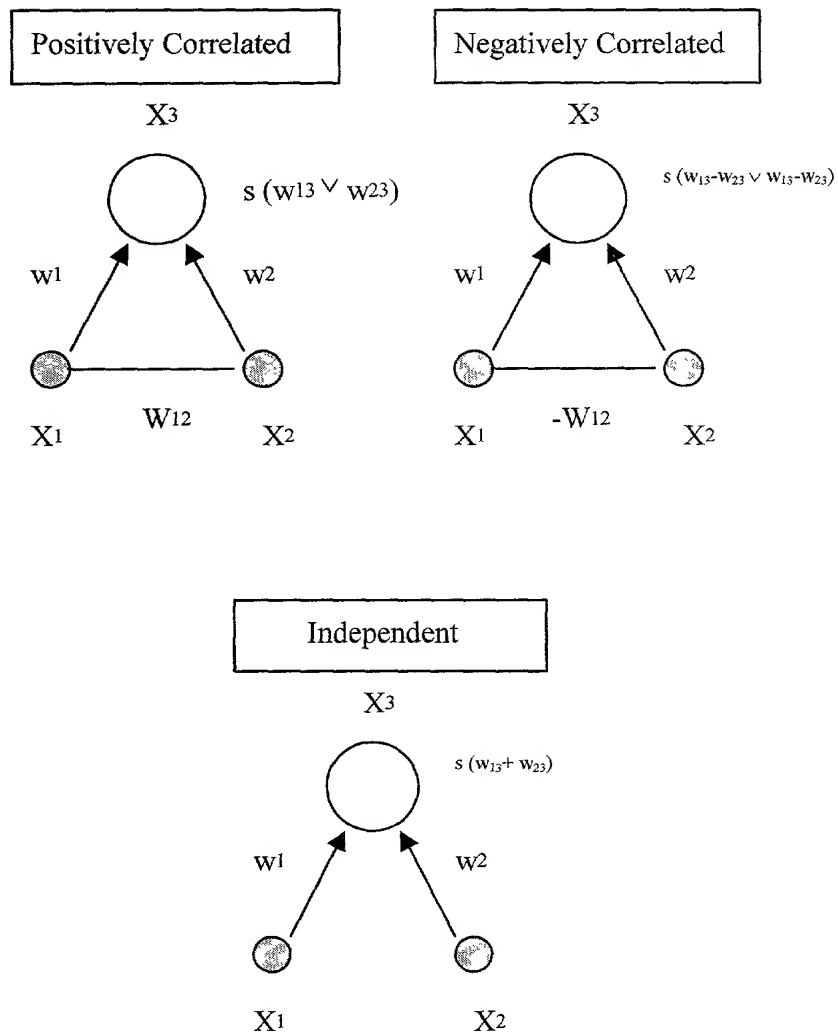 Positively Correlated
Negatively Correlated
X3
X3
s (w13 ∨ w23)
s (w13-w23 ∨ w13-w23)
w1
w2
w1
w2
W12
-W12
X1
X2
X1
X2
Independent
X3
s (w13+ w23)
w1
w2
X1
X2